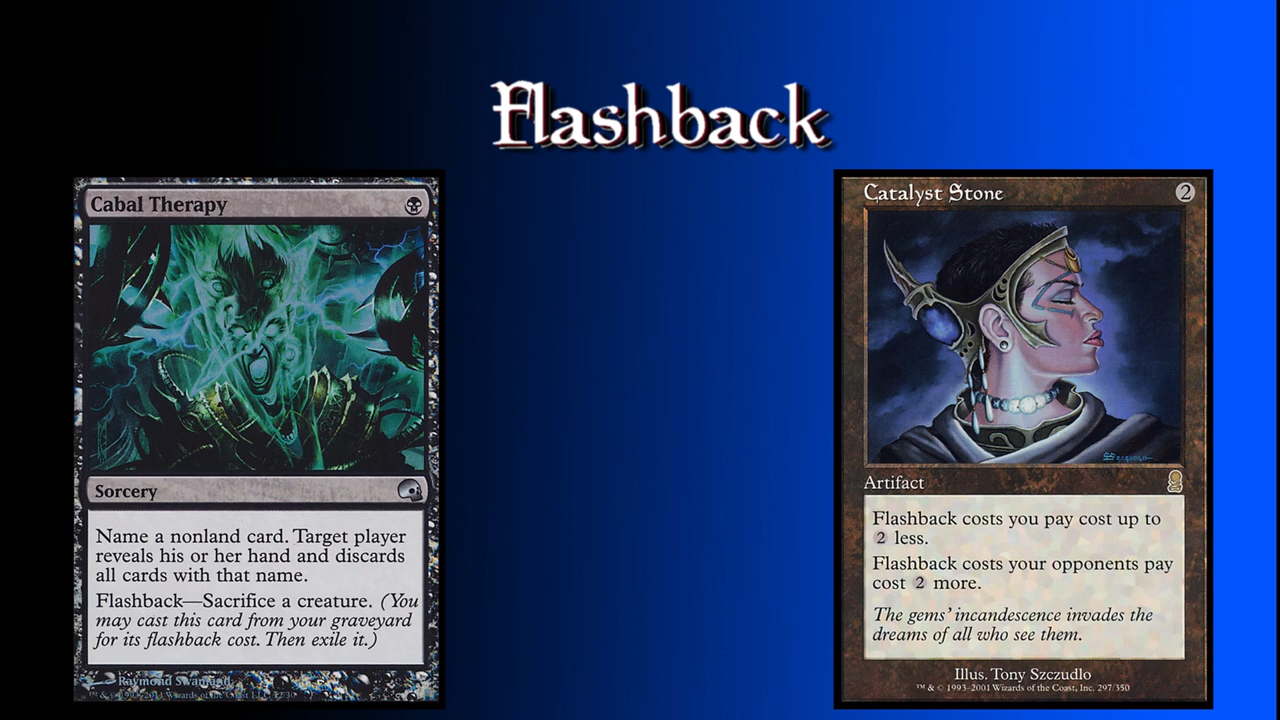 Flashback
Cabal Therapy
Sorcery
Name a nonland card. Target player
reveals his or her hand and discards
all cards with that name.
Flashback—Sacrifice a creature. (You
may cast this card from your graveyard
for its flashback cost. Then exile it.)
Raymond Swanland
Catalyst Stone
2
Artifact
Flashback costs you pay cost up to
2 less.
Flashback costs your opponents pay
cost 2 more.
The gems' incandescence invades the
dreams of all who see them.
Illus. Tony Szczudlo
™ & © 1993–2001 Wizards of the Coast, Inc. 297/350